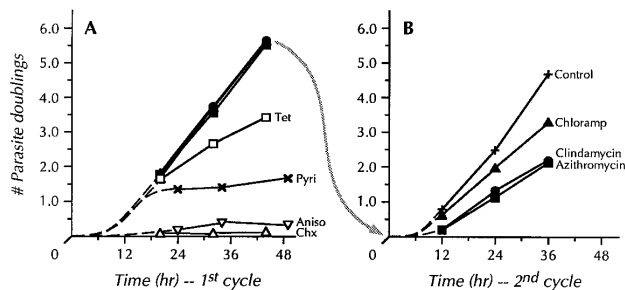 A
B
# Parasite doublings
6.0
5.0
4.0
3.0
2.0
1.0
0
12
24
36
48
Tet
Pyri
Aniso
Chx
Time (hr) -- 1st cycle
6.0
5.0
4.0
3.0
2.0
1.0
0
12
24
36
48
Control
Chloramp
Clindamycin
Azithromycin
Time (hr) -- 2nd cycle